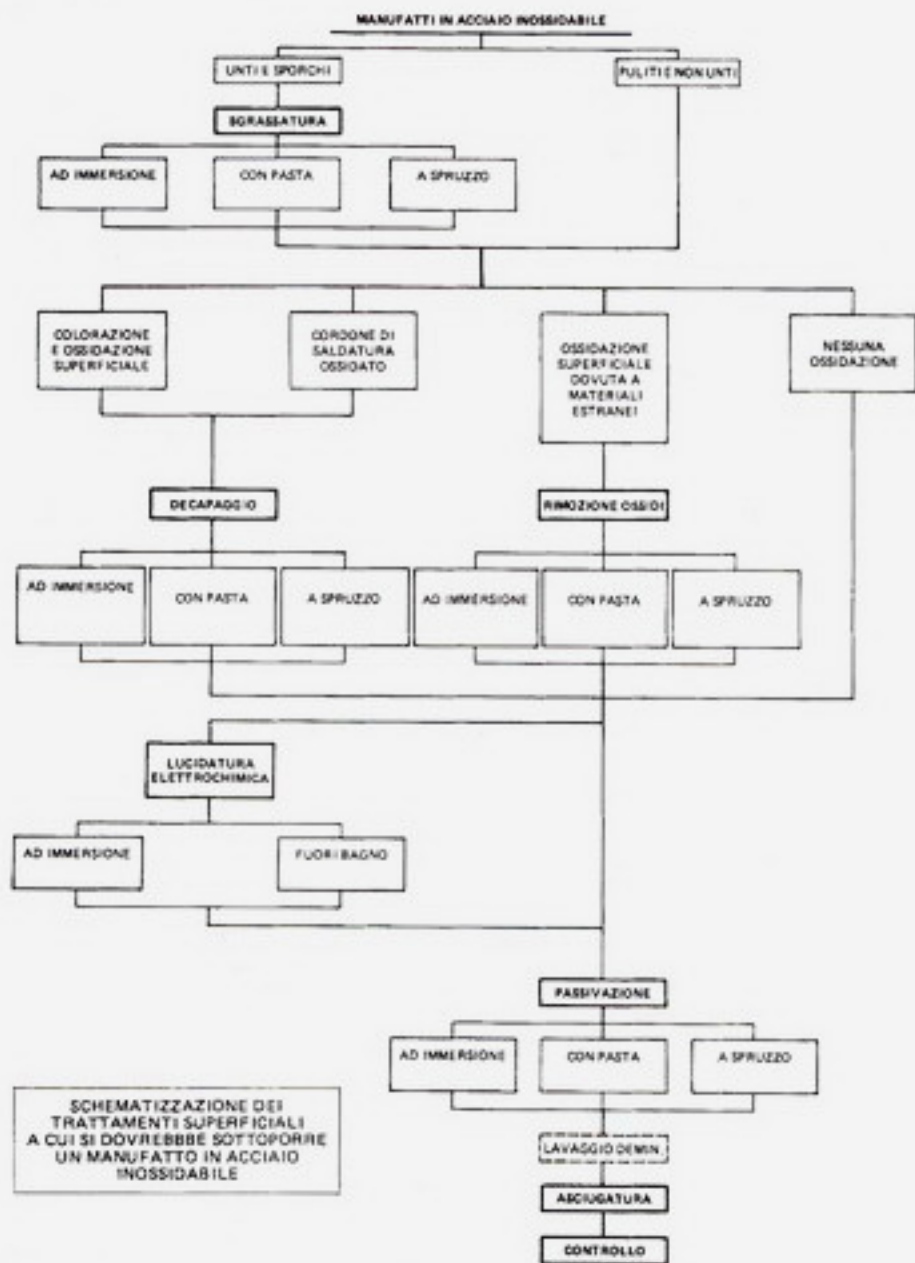 MANUFATTI IN ACCIAIO INOSSIDABILE
UNTI E SPORCHI
PULITI E NON UNTI
SGRASSATURA
AD IMMERSIONE
CON PASTA
A SPRUZZO
COLORAZIONE
E OSSIDAZIONE
SUPERFICIALE
CORDONE DI
SALDATURA
OSSIDATO
OSSIDAZIONE
SUPERFICIALE
DOVUTA A
MATERIALI
ESTRANEI
NESSUNA
OSSIDAZIONE
DECAPAGGIO
RIMOZIONE OSSIDI
AD IMMERSIONE
CON PASTA
A SPRUZZO
AD IMMERSIONE
CON PASTA
A SPRUZZO
LUCIDATURA
ELETTROCHIMICA
AD IMMERSIONE
FUORI BAGNO
PASSIVAZIONE
AD IMMERSIONE
CON PASTA
A SPRUZZO
SCHEMATIZZAZIONE DEI
TRATTAMENTI SUPERFICIALI
A CUI SI DOVREBBBE SOTTOPORRE
UN MANUFATTO IN ACCIAIO
INOSSIDABILE
LAVAGGIO DEMIN.
ASCIUGATURA
CONTROLLO